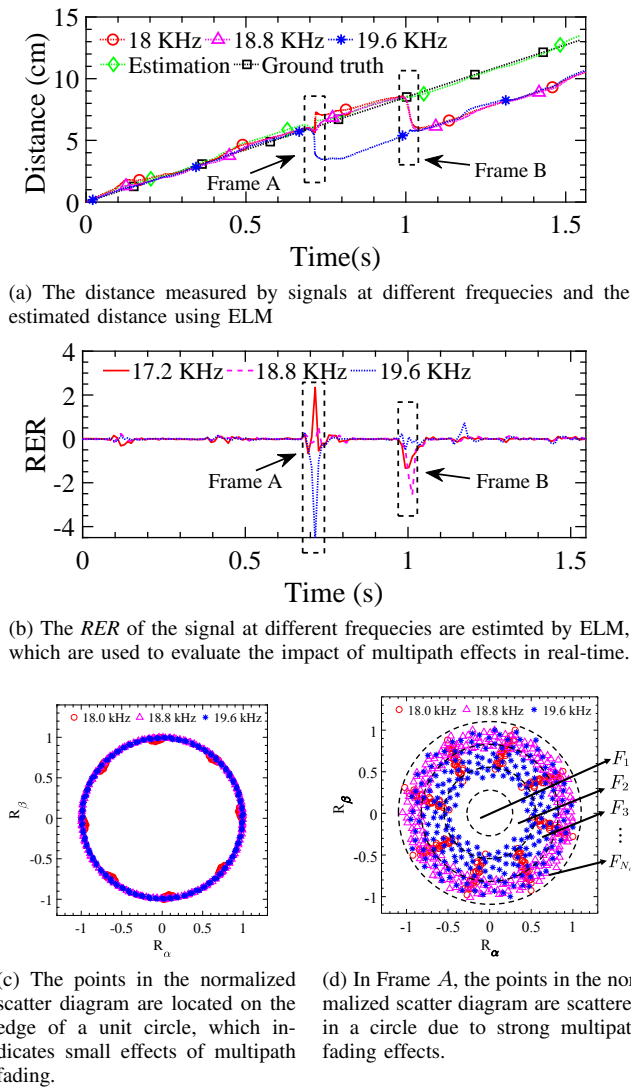 15
10
5
0
Distance (cm)
18 KHz 18.8 KHz 19.6 KHz
Estimation Ground truth
Frame A
Frame B
0 0.5 1 1.5
Time(s)
(a) The distance measured by signals at different frequecies and the
estimated distance using ELM
4
2
0
-2
-4
RER
17.2 KHz 18.8 KHz 19.6 KHz
Frame A
Frame B
0 0.5 1 1.5
Time (s)
(b) The RER of the signal at different frequecies are estimted by ELM,
which are used to evaluate the impact of multipath effects in real-time.
18.0 kHz 18.8 kHz 19.6 kHz
1
0.5
0
-0.5
-1
R_β
-1 -0.5 0 0.5 1
R_α
18.0 kHz 18.8 kHz 19.6 kHz
1
0.5
0
-0.5
-1
R_β
F_1
F_2
F_3
⋮
-1 -0.5 0 0.5 1
R_α
(c) The points in the normalized
scatter diagram are located on the
edge of a unit circle, which in-
dicates small effects of multipath
fading.
(d) In Frame A, the points in the nor
malized scatter diagram are scattere
in a circle due to strong multipat
fading effects.